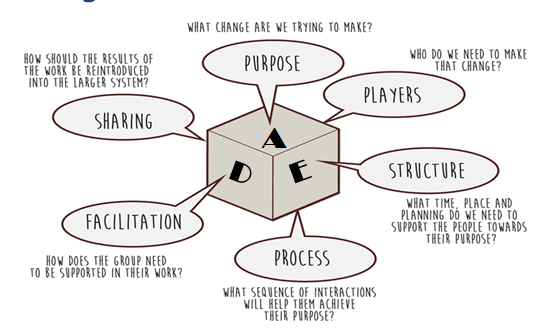 WHAT CHANGE ARE WE TRYING TO MAKE?
PURPOSE
WHO DO WE NEED TO MAKE
THAT CHANGE?
PLAYERS
STRUCTURE
WHAT TIME, PLACE AND
PLANNING DO WE NEED TO
SUPPORT THE PEOPLE TOWARDS
THEIR PURPOSE?
PROCESS
WHAT SEQUENCE OF INTERACTIONS
WILL HELP THEM ACHIEVE
THEIR PURPOSE?
FACILITATION
HOW DOES THE GROUP NEED
TO BE SUPPORTED IN THEIR WORK?
HOW SHOULD THE RESULTS OF
THE WORK BE REINTRODUCED
INTO THE LARGER SYSTEM?
SHARING
A
D
E